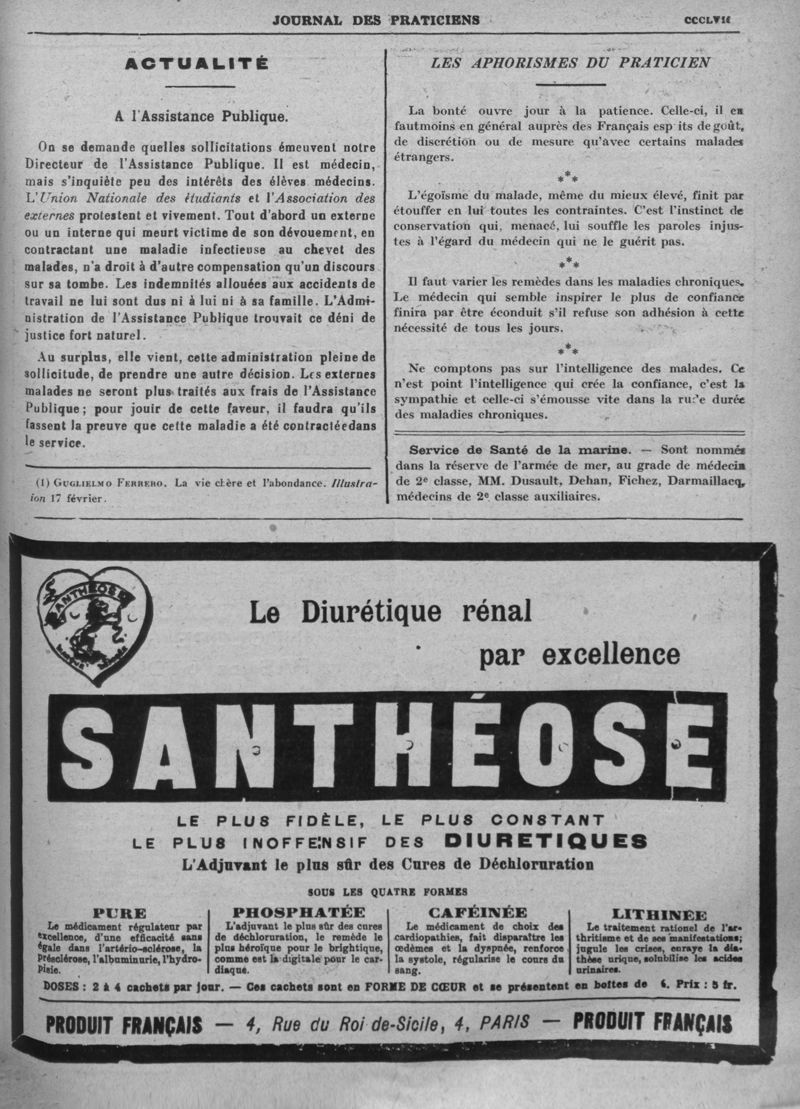 JOURNAL DES PRATICIENS
CCCLVII
ACTUALITÉ
A l'Assistance Publique.
On se demande quelles sollicitations émeuvent notre
Directeur de l'Assistance Publique. Il est médecin,
mais s'inquiète peu des intérêts des élèves médecins.
L'Union Nationale des étudiants et l'Association des
externes protestent et vivement. Tout d'abord un externe
ou un interne qui meurt victime de son dévouement, en
contractant une maladie infectieuse au chevet des
malades, n'a droit à d'autre compensation qu'un discours
sur sa tombe. Les indemnités allouées aux accidents de
travail ne lui sont dus ni à lui ni à sa famille. L'Admi-
nistration de l'Assistance Publique trouvait ce déni de
justice fort naturel.
Au surplus, elle vient, cette administration pleine de
sollicitude, de prendre une autre décision. Les externes
malades ne seront plus traités aux frais de l'Assistance
Publique ; pour jouir de cette faveur, il faudra qu'ils
fassent la preuve que cette maladie a été contractéedans
le service.
(1) GUGLIELMO FERRERO. La vie chère et l'abondance. Illustra-
ion 17 février.
LES APHORISMES DU PRATICIEN
La bonté ouvre jour à la patience. Celle-ci, il en
fautmoins en général auprès des Français esp its de goût,
de discrétion ou de mesure qu'avec certains malades
étrangers.
***
L'égoïsme du malade, même du mieux élevé, finit par
étouffer en lui toutes les contraintes. C'est l'instinct de
conservation qui, menacé, lui souffle les paroles injus-
tes à l'égard du médecin qui ne le guérit pas.
***
Il faut varier les remèdes dans les maladies chroniques.
Le médecin qui semble inspirer le plus de confiance
finira par être éconduit s'il refuse son adhésion à cette
nécessité de tous les jours.
***
Ne comptons pas sur l'intelligence des malades. Ce
n'est point l'intelligence qui crée la confiance, c'est la
sympathie et celle-ci s'émousse vite dans la rude durée
des maladies chroniques.
Service de Santé de la marine. — Sont nommés
dans la réserve de l'armée de mer, au grade de médecin
de 2e classe, MM. Dusault, Dehan, Fichez, Darmaillacq,
médecins de 2e classe auxiliaires.
SANTHÉOSE
MARQUE DÉPOSÉE
Le Diurétique rénal
par excellence
SANTHÉOSE
LE PLUS FIDÈLE, LE PLUS CONSTANT
LE PLUS INOFFENSIF DES DIURETIQUES
L'Adjuvant le plus sûr des Cures de Déchloruration
SOUS LES QUATRE FORMES
PURE
Le médicament régulateur par
excellence, d'une efficacité sans
égale dans l'artério-sclérose, la
Présclérose, l'albuminurie, l'hydro-
pisie.
PHOSPHATÉE
L'adjuvant le plus sûr des cures
de déchloruration, le remède le
plus héroïque pour le brightique,
comme est la digitale pour le car-
diaque.
CAFÉINÉE
Le médicament de choix des
cardiopathies, fait disparaître les
œdèmes et la dyspnée, renforce
la systole, régularise le cours du
sang.
LITHINÉE
Le traitement rationel de l'ar-
thritisme et de ses manifestations;
jugule les crises, enraye la dia-
thèse urique, solubilise les acides
urinaires.
DOSES : 2 à 4 cachets par jour. — Ces cachets sont en FORME DE CŒUR et se présentent en boîtes de 24. Prix : 5 fr.
PRODUIT FRANÇAIS — 4, Rue du Roi de-Sicile, 4, PARIS — PRODUIT FRANÇAIS